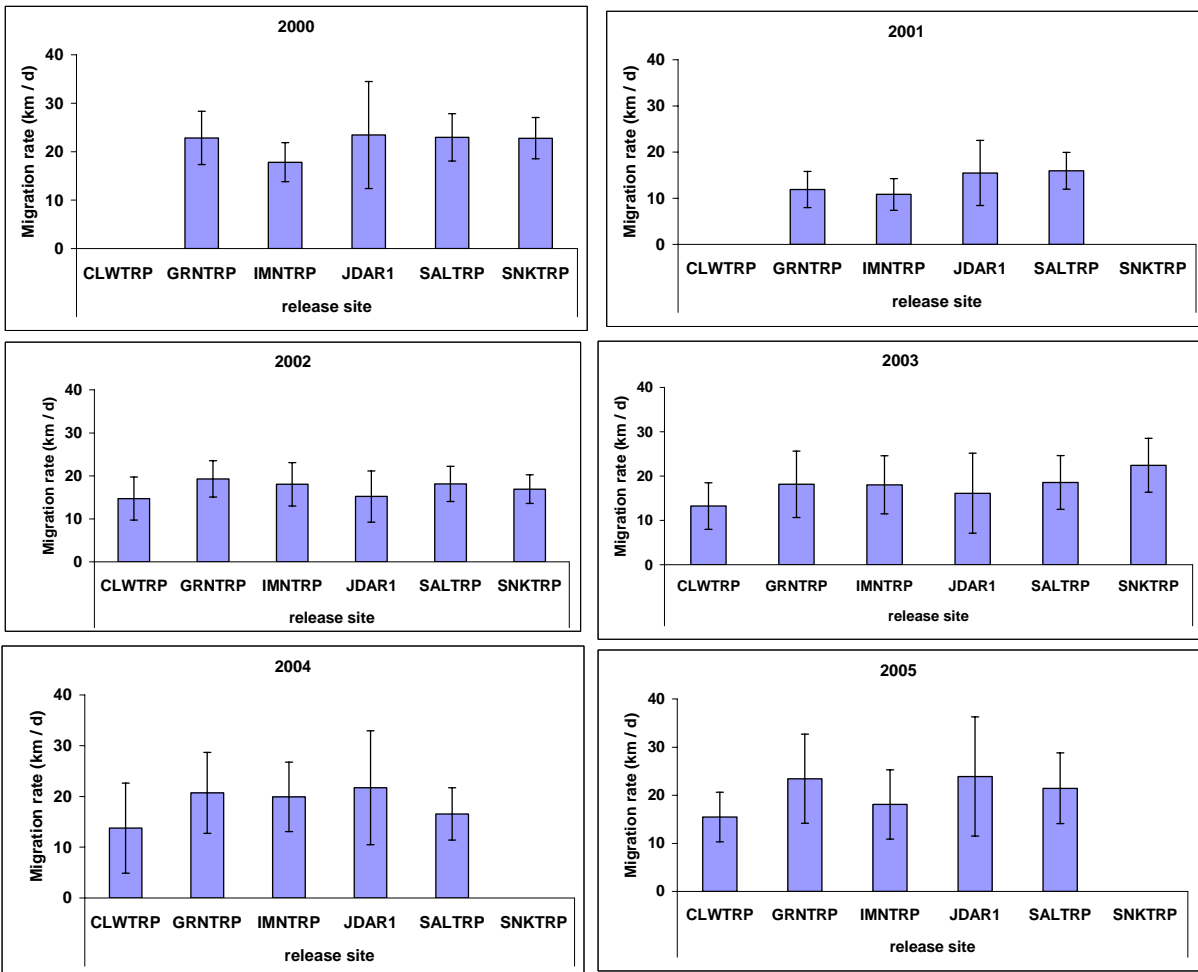 2000
Migration rate (km / d)
40
30
20
10
0
CLWTRP GRNTRP IMNTRP JDAR1 SALTRP SNKTRP
release site
2001
Migration rate (km / d)
40
30
20
10
0
CLWTRP GRNTRP IMNTRP JDAR1 SALTRP SNKTRP
release site
2002
Migration rate (km / d)
40
30
20
10
0
CLWTRP GRNTRP IMNTRP JDAR1 SALTRP SNKTRP
release site
2003
Migration rate (km / d)
40
30
20
10
0
CLWTRP GRNTRP IMNTRP JDAR1 SALTRP SNKTRP
release site
2004
Migration rate (km / d)
40
30
20
10
0
CLWTRP GRNTRP IMNTRP JDAR1 SALTRP SNKTRP
release site
2005
Migration rate (km / d)
40
30
20
10
0
CLWTRP GRNTRP IMNTRP JDAR1 SALTRP SNKTRP
release site